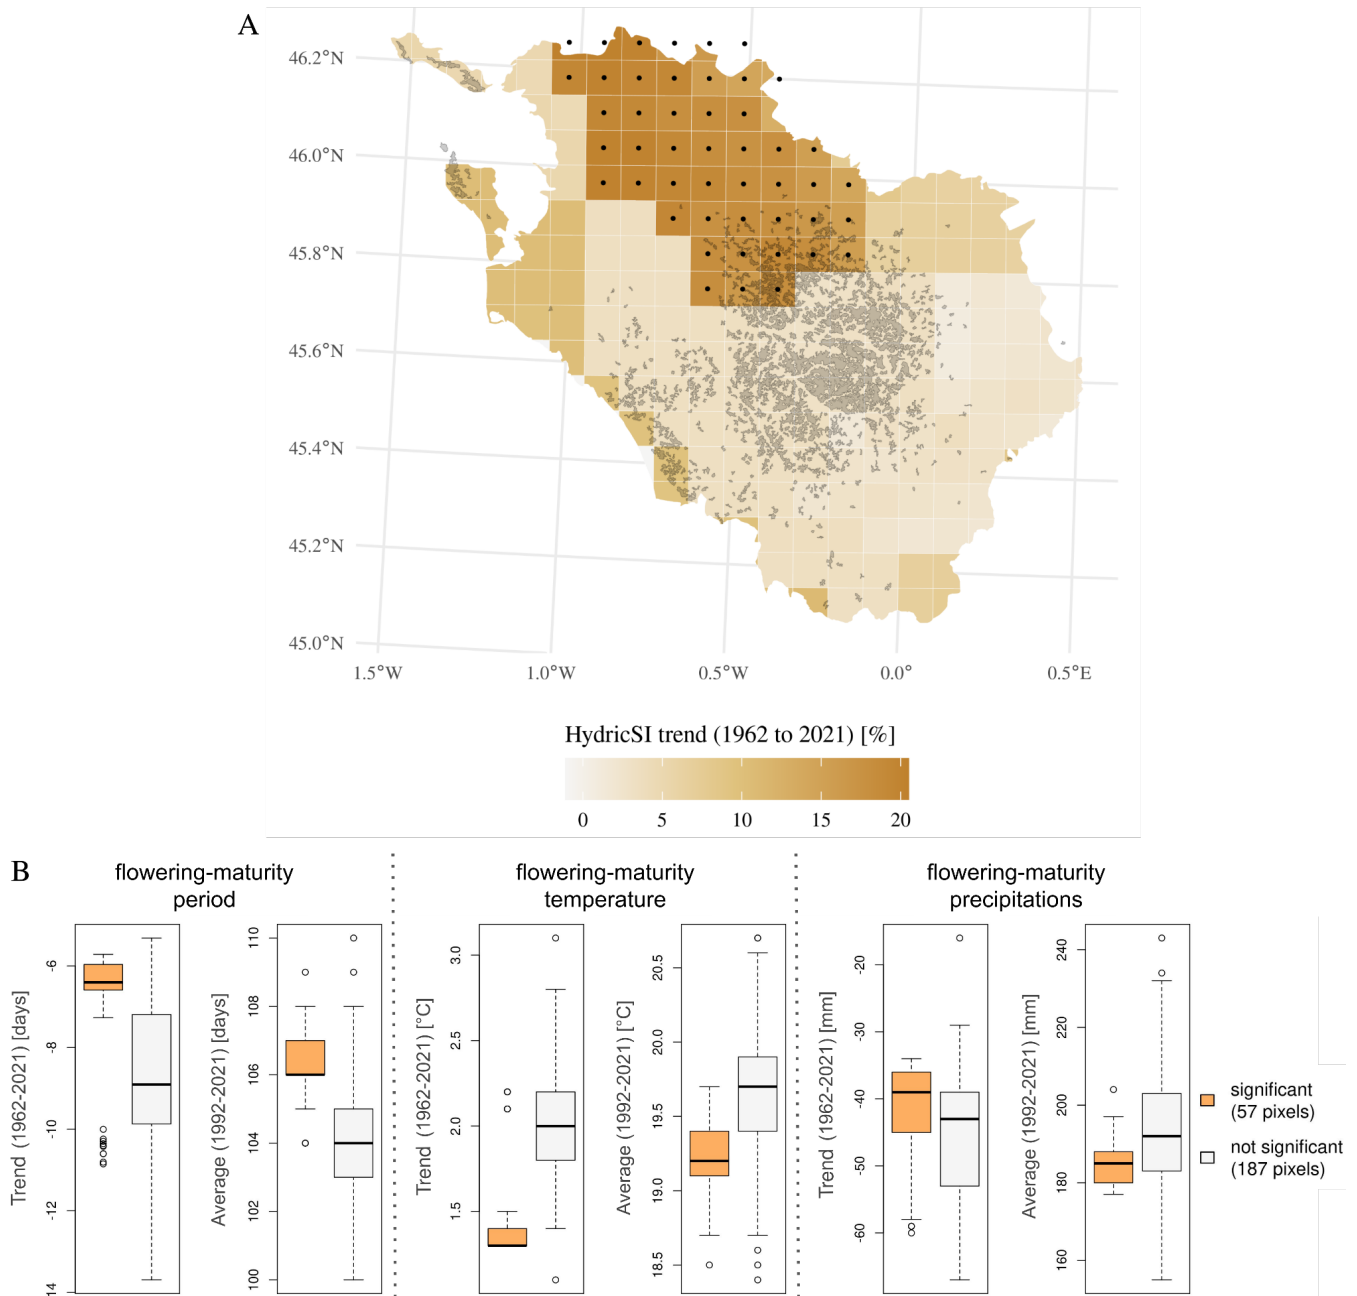 A
46.2°N
46.0°N
45.8°N
45.6°N
45.4°N
45.2°N
45.0°N
1.5°W 1.0°W 0.5°W 0.0° 0.5°E
HydricSI trend (1962 to 2021) [%]
0 5 10 15 20
B
flowering-maturity
period
flowering-maturity
temperature
flowering-maturity
precipitations
Trend (1962-2021) [days]
-6
-8
-10
-12
-14
Average (1992-2021) [days]
110
108
106
104
102
100
Trend (1962-2021) [°C]
3.0
2.5
2.0
1.5
Average (1992-2021) [°C]
20.5
20.0
19.5
19.0
18.5
Trend (1962-2021) [mm]
-20
-30
-40
-50
-60
Average (1992-2021) [mm]
240
220
200
180
160
significant
(57 pixels)
not significant
(187 pixels)